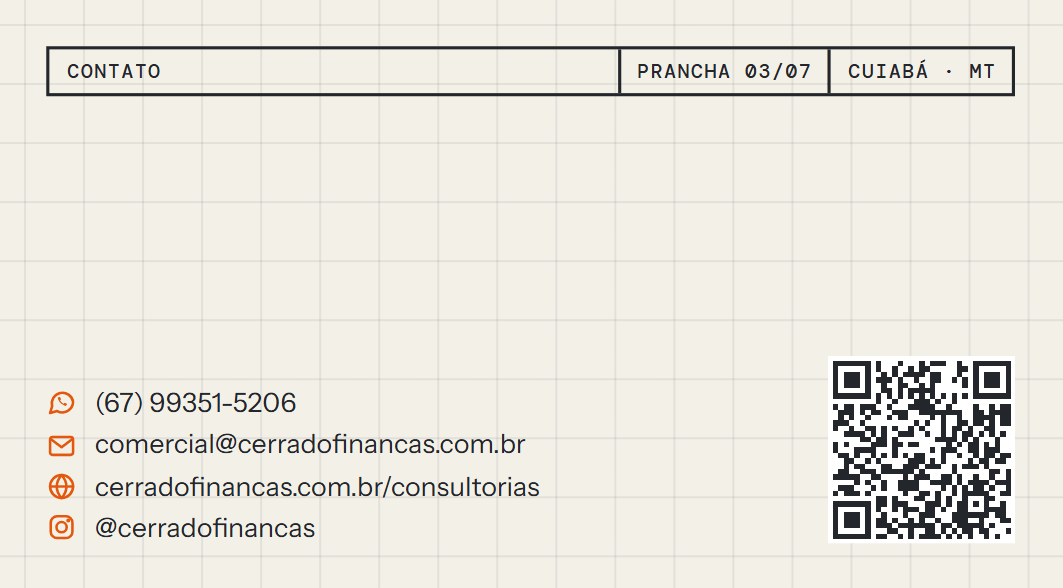 CONTATO
PRANCHA 03/07
CUIABÁ · MT
(67) 99351-5206
comercial@cerradofinancas.com.br
cerradofinancas.com.br/consultorias
@cerradofinancas